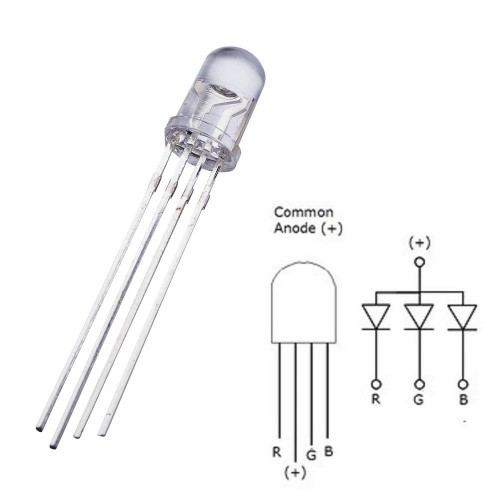 Common
Anode (+)
(+)
R G B
R G B
(+)